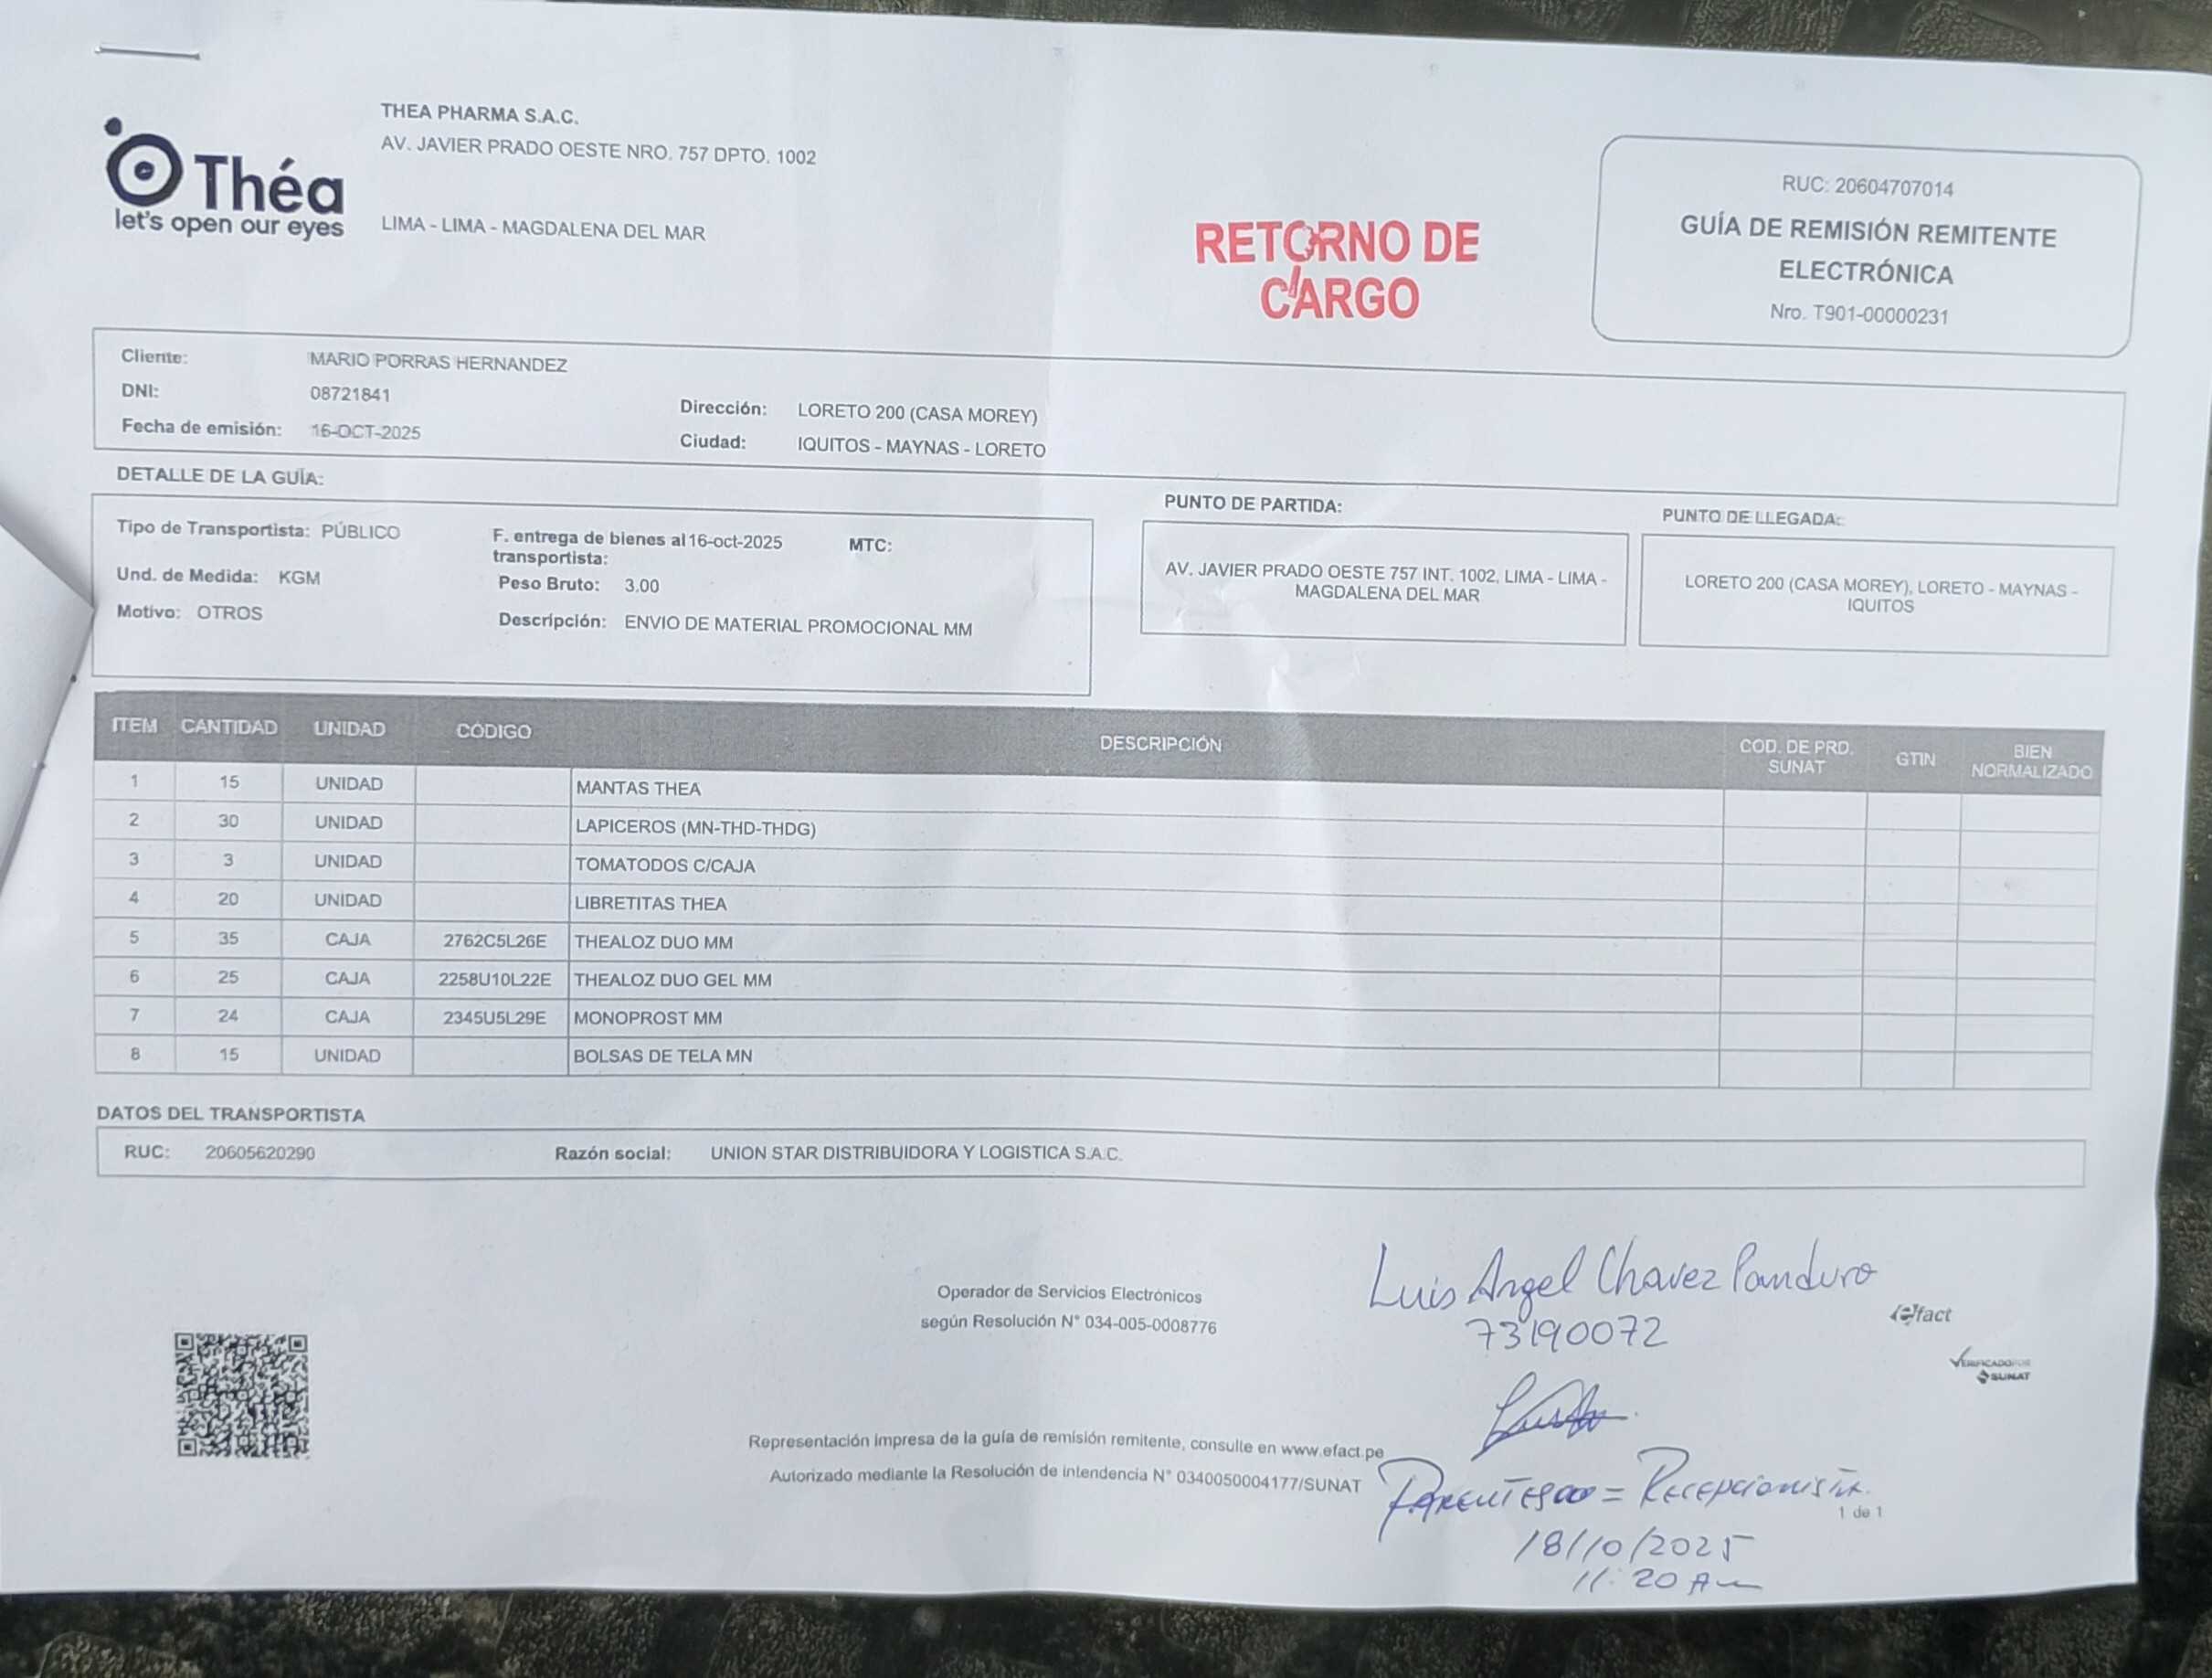 Théa
let's open our eyes
THEA PHARMA S.A.C.
AV. JAVIER PRADO OESTE NRO. 757 DPTO. 1002
LIMA - LIMA - MAGDALENA DEL MAR
RETORNO DE
CARGO
RUC: 20604707014
GUÍA DE REMISIÓN REMITENTE
ELECTRÓNICA
Nro. T901-00000231
Cliente: MARIO PORRAS HERNANDEZ
DNI: 08721841
Fecha de emisión: 16-OCT-2025
Dirección: LORETO 200 (CASA MOREY)
Ciudad: IQUITOS - MAYNAS - LORETO
DETALLE DE LA GUÍA:
Tipo de Transportista: PÚBLICO
Und. de Medida: KGM
Motivo: OTROS
F. entrega de bienes al 16-oct-2025
transportista:
MTC:
Peso Bruto: 3.00
Descripción: ENVIO DE MATERIAL PROMOCIONAL MM
PUNTO DE PARTIDA:
AV. JAVIER PRADO OESTE 757 INT. 1002, LIMA - LIMA -
MAGDALENA DEL MAR
PUNTO DE LLEGADA:
LORETO 200 (CASA MOREY), LORETO - MAYNAS -
IQUITOS
ITEM CANTIDAD UNIDAD CÓDIGO DESCRIPCIÓN COD. DE PRD. SUNAT GTIN BIEN NORMALIZADO
1 15 UNIDAD MANTAS THEA
2 30 UNIDAD LAPICEROS (MN-THD-THDG)
3 3 UNIDAD TOMATODOS C/CAJA
4 20 UNIDAD LIBRETITAS THEA
5 35 CAJA 2762C5L26E THEALOZ DUO MM
6 25 CAJA 2258U10L22E THEALOZ DUO GEL MM
7 24 CAJA 2345U5L29E MONOPROST MM
8 15 UNIDAD BOLSAS DE TELA MN
DATOS DEL TRANSPORTISTA
RUC: 20605620290 Razón social: UNION STAR DISTRIBUIDORA Y LOGISTICA S.A.C.
Operador de Servicios Electrónicos
según Resolución N° 034-005-0008776
Luis Angel Chavez Panduro
73190072
efact
VERIFICADO POR
SUNAT
Representación impresa de la guía de remisión remitente, consulte en www.efact.pe
Autorizado mediante la Resolución de intendencia N° 0340050004177/SUNAT
Parentesco = Recepcionista.
1 de 1
18/10/2025
11:20 Am